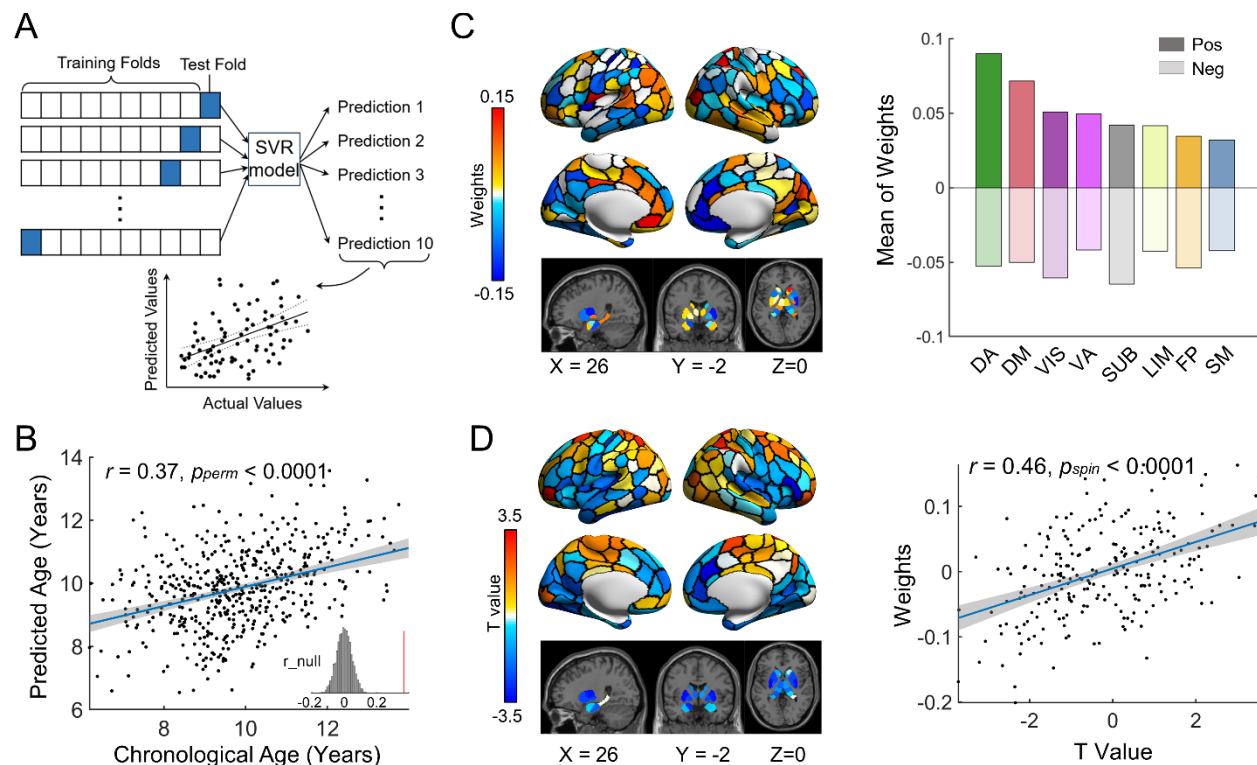 A
Training Folds
Test Fold
SVR
model
Prediction 1
Prediction 2
Prediction 3
Prediction 10
Predicted Values
Actual Values
B
r = 0.37, pperm < 0.0001
Predicted Age (Years)
14
12
10
8
6
r_null
-0.2 0 0.2
8 10 12
Chronological Age (Years)
C
0.15
Weights
-0.15
X = 26 Y = -2 Z=0
Pos
Neg
Mean of Weights
0.1
0.05
0
-0.05
-0.1
DA DM VIS VA SUB LIM FP SM
D
3.5
T value
-3.5
X = 26 Y = -2 Z=0
r = 0.46, pspin < 0.0001
Weights
0.1
0
-0.1
-0.2
-2 0 2
T Value